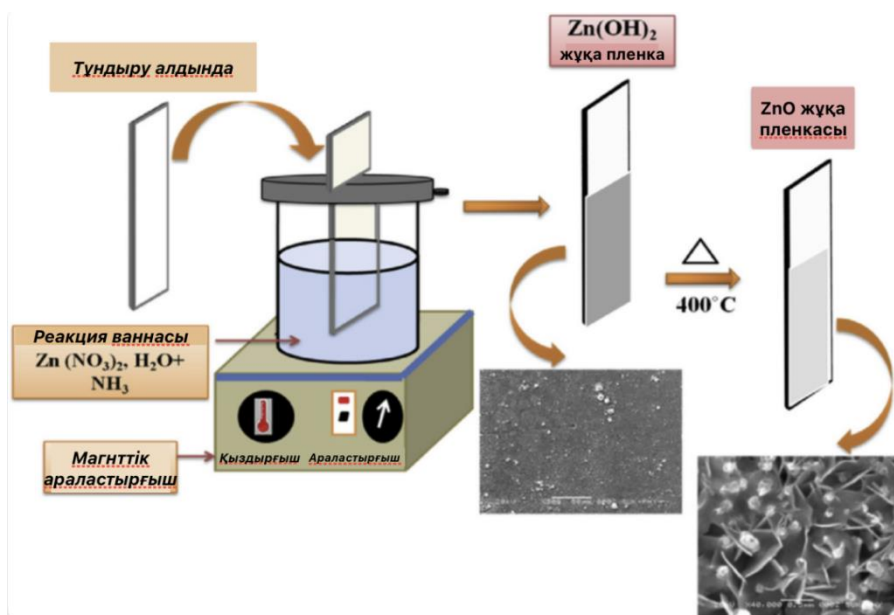 Тұндыру алдында
Zn(OH)₂
жұқа пленка
ZnO жұқа
пленкасы
400°C
Реакция ваннасы
Zn (NO₃)₂, H₂O+
NH₃
Магнттік
араластырғыш
Қыздырғыш
Араластырғыш